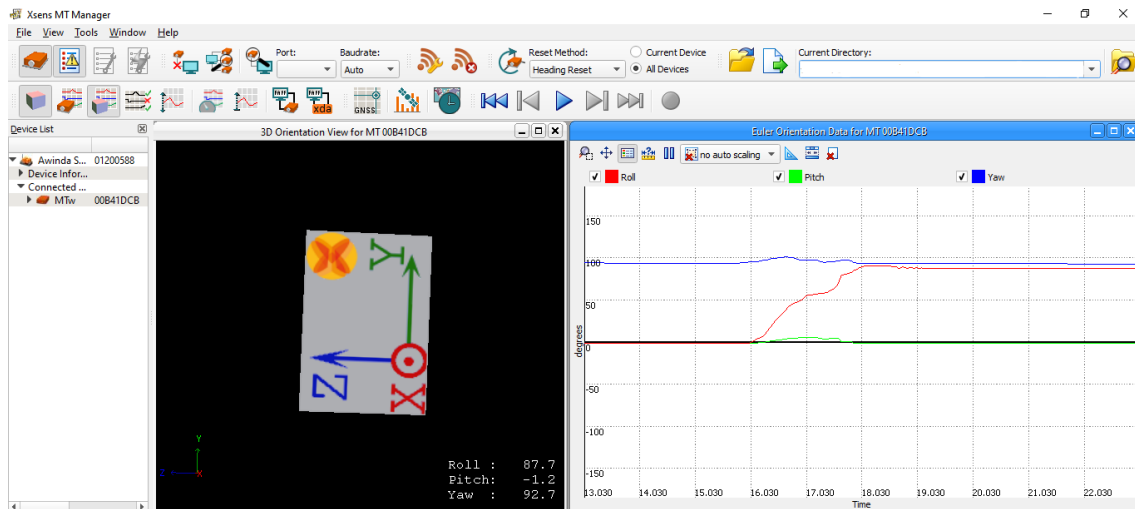 Xsens MT Manager
File View Tools Window Help
Port: Baudrate: Reset Method: Current Device Current Directory:
Auto Heading Reset All Devices
PATH PATH xda GNSS
Device List
3D Orientation View for MT 00B41DCB
Euler Orientation Data for MT 00B41DCB
Awinda S... 01200588
Device Infor...
Connected ...
MTw 00B41DCB
no auto scaling
Roll Pitch Yaw
Y
Z
X
Y
Z
X
Roll : 87.7
Pitch: -1.2
Yaw : 92.7
150
100
50
0
-50
-100
-150
degrees
13.030 14.030 15.030 16.030 17.030 18.030 19.030 20.030 21.030 22.030
Time